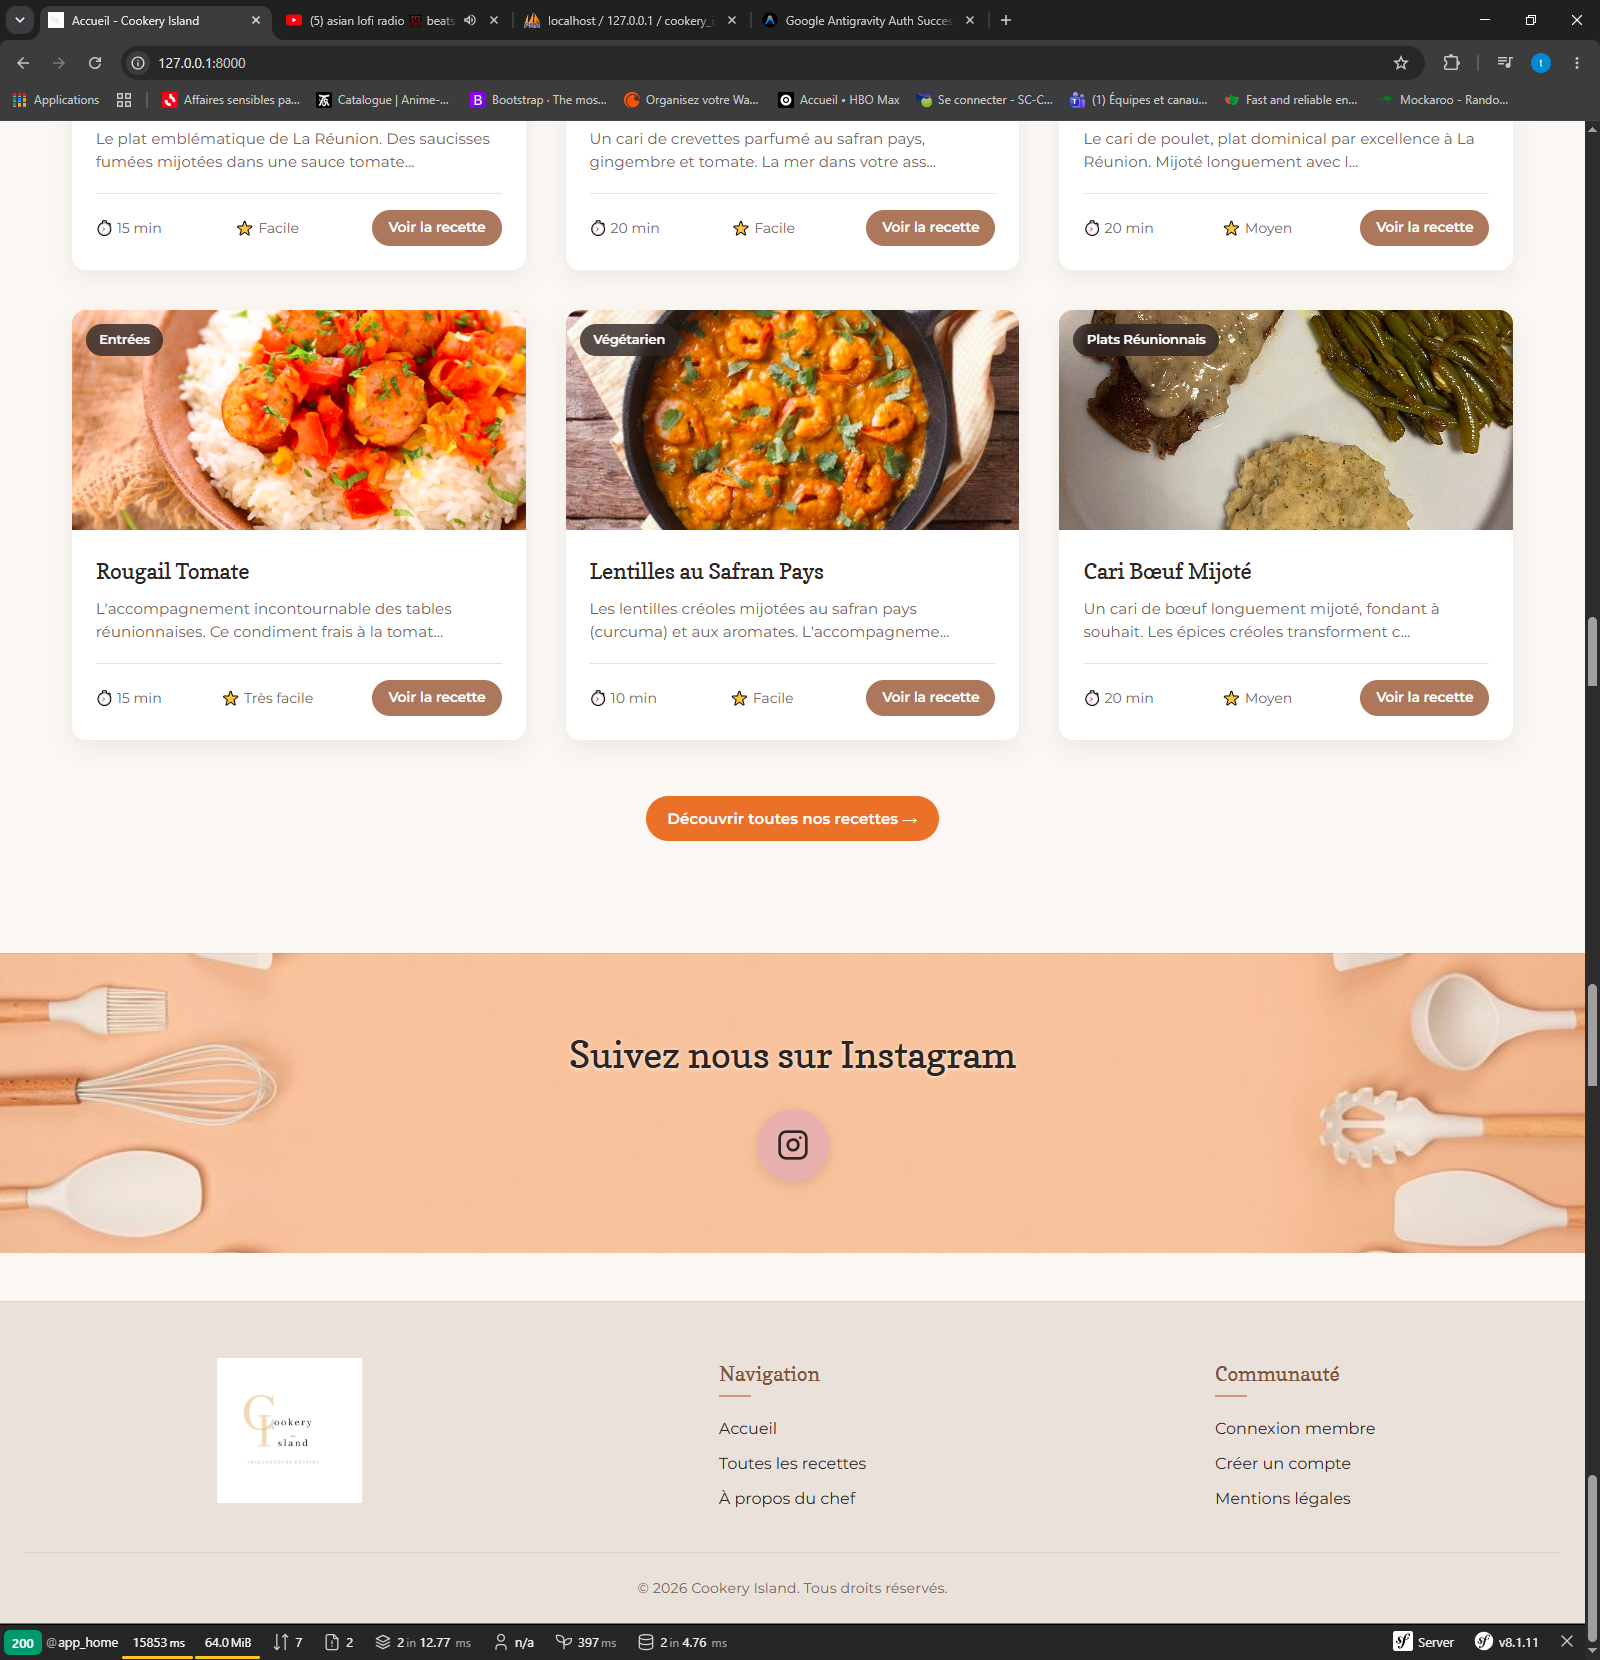 Accueil - Cookery Island
(5) asian lofi radio beats
localhost / 127.0.0.1 / cookery_i
Google Antigravity Auth Succes
127.0.0.1:8000
Applications
Affaires sensibles pa...
Catalogue | Anime-...
Bootstrap · The mos...
Organisez votre Wa...
Accueil • HBO Max
Se connecter - SC-C...
(1) Équipes et canau...
Fast and reliable en...
Mockaroo - Rando...
Le plat emblématique de La Réunion. Des saucisses
fumées mijotées dans une sauce tomate...
15 min
Facile
Voir la recette
Un cari de crevettes parfumé au safran pays,
gingembre et tomate. La mer dans votre ass...
20 min
Facile
Voir la recette
Le cari de poulet, plat dominical par excellence à La
Réunion. Mijoté longuement avec l...
20 min
Moyen
Voir la recette
Entrées
Rougail Tomate
L'accompagnement incontournable des tables
réunionnaises. Ce condiment frais à la tomat...
15 min
Très facile
Voir la recette
Végétarien
Lentilles au Safran Pays
Les lentilles créoles mijotées au safran pays
(curcuma) et aux aromates. L'accompagneme...
10 min
Facile
Voir la recette
Plats Réunionnais
Cari Bœuf Mijoté
Un cari de bœuf longuement mijoté, fondant à
souhait. Les épices créoles transforment c...
20 min
Moyen
Voir la recette
Découvrir toutes nos recettes →
Suivez nous sur Instagram
Cookery
Island
Navigation
Accueil
Toutes les recettes
À propos du chef
Communauté
Connexion membre
Créer un compte
Mentions légales
© 2026 Cookery Island. Tous droits réservés.
200 @app_home 15853 ms 64.0 MiB 7 2 2 in 12.77 ms n/a 397 ms 2 in 4.76 ms Server v8.1.11